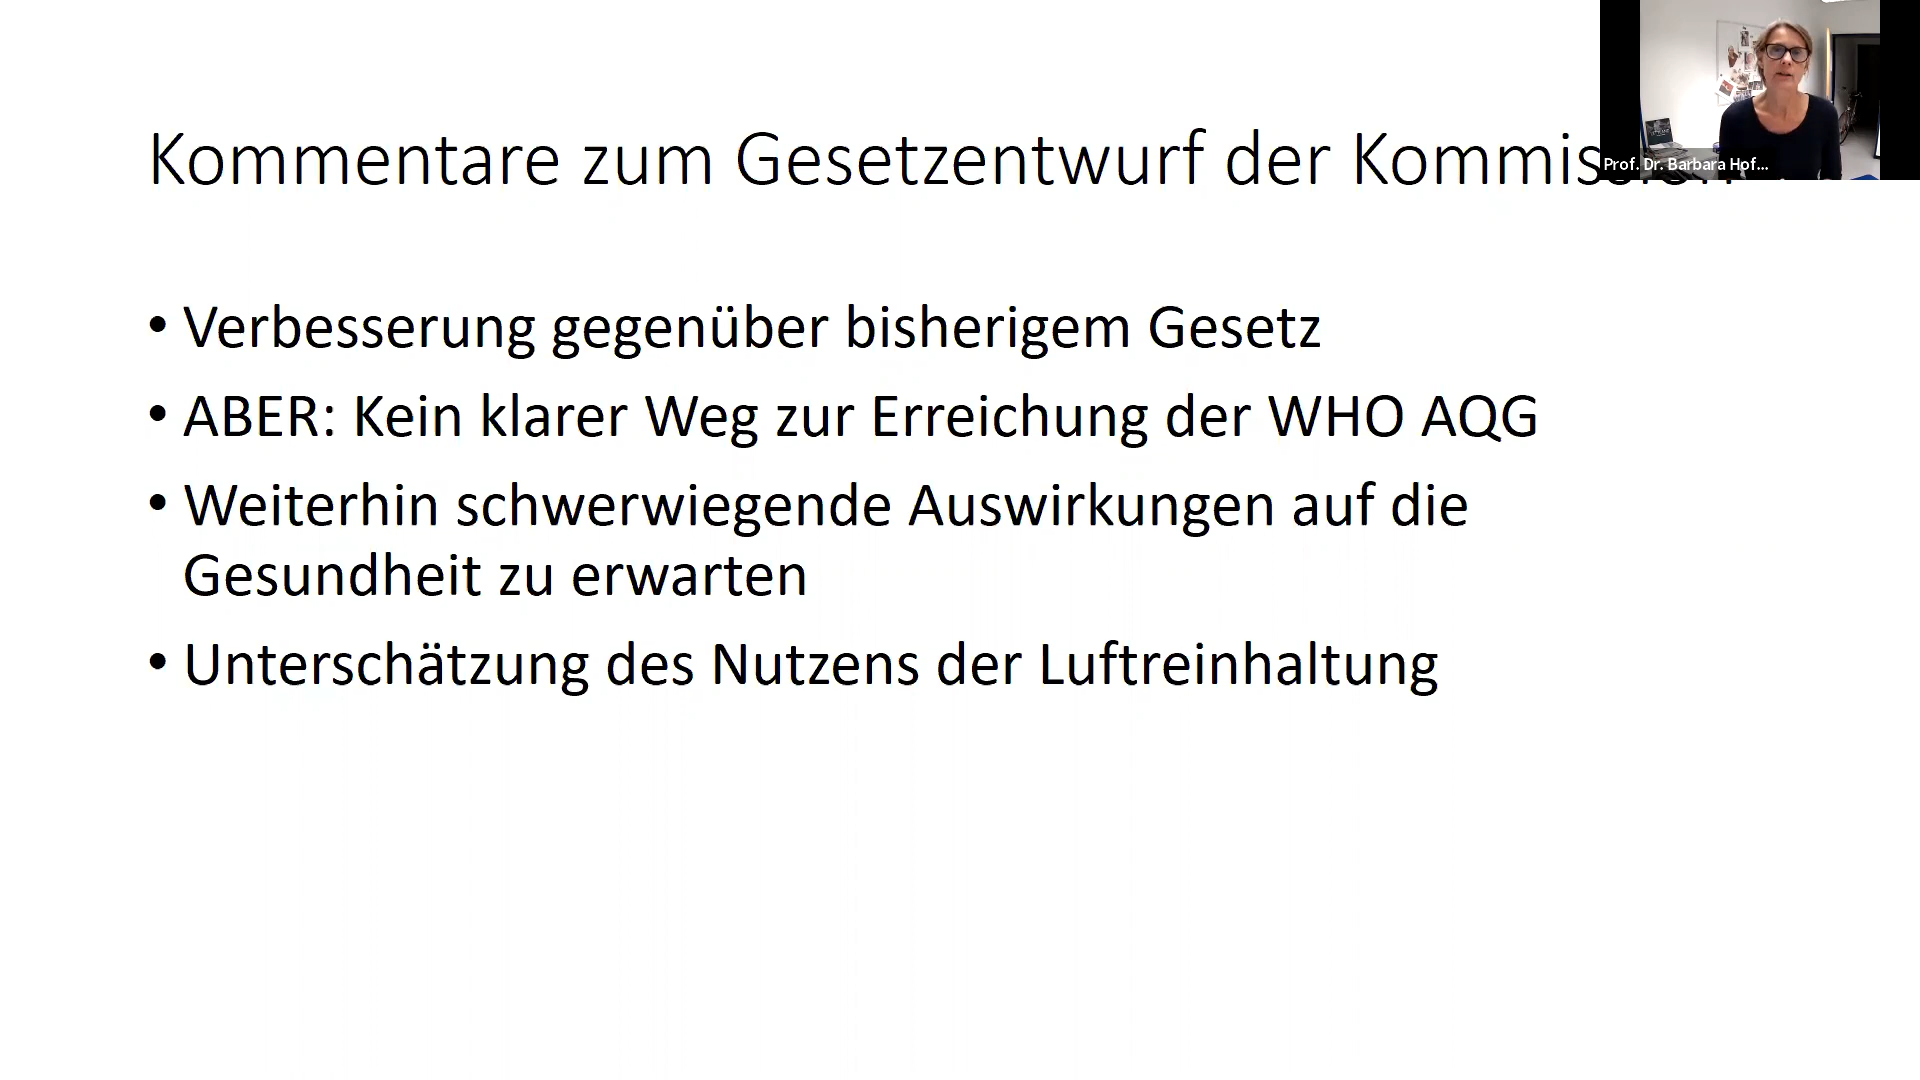 Kommentare zum Gesetzentwurf der Kommission
• Verbesserung gegenüber bisherigem Gesetz
• ABER: Kein klarer Weg zur Erreichung der WHO AQG
• Weiterhin schwerwiegende Auswirkungen auf die
Gesundheit zu erwarten
• Unterschätzung des Nutzens der Luftreinhaltung
Prof. Dr. Barbara Hof...